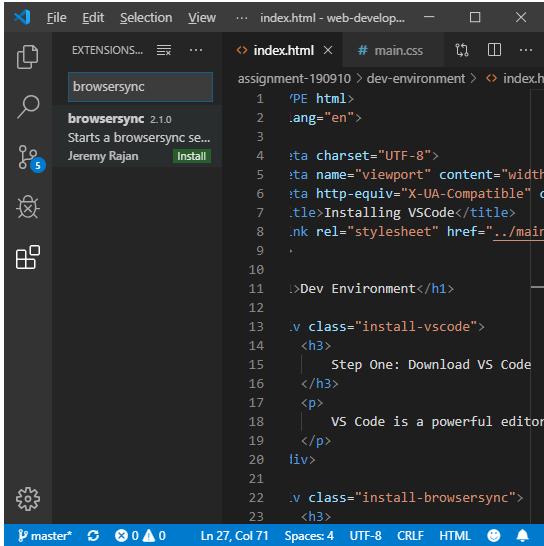 File Edit Selection View ··· index.html - web-develop...
EXTENSIONS... ···
index.html # main.css ···
browsersync
assignment-190910 > dev-environment > index.h
browsersync 2.1.0
Starts a browsersync se...
Jeremy Rajan Install
5
1 YPE html>
2 lang="en">
3
4 eta charset="UTF-8">
5 eta name="viewport" content="width
6 eta http-equiv="X-UA-Compatible" c
7 itle>Installing VSCode</title>
8 ink rel="stylesheet" href="../main
9 >
10
11 l>Dev Environment</h1>
12
13 iv class="install-vscode">
14 <h3>
15 Step One: Download VS Code
16 </h3>
17 <p>
18 VS Code is a powerful editor
19 </p>
20 div>
21
22 iv class="install-browsersync">
23 <h3>
master* 0 0 Ln 27, Col 71 Spaces: 4 UTF-8 CRLF HTML